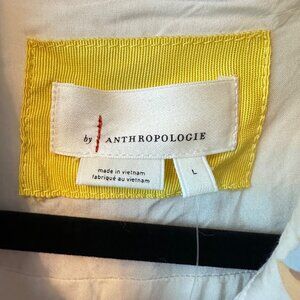 by ANTHROPOLOGIE
made in vietnam
fabriqué au vietnam
L